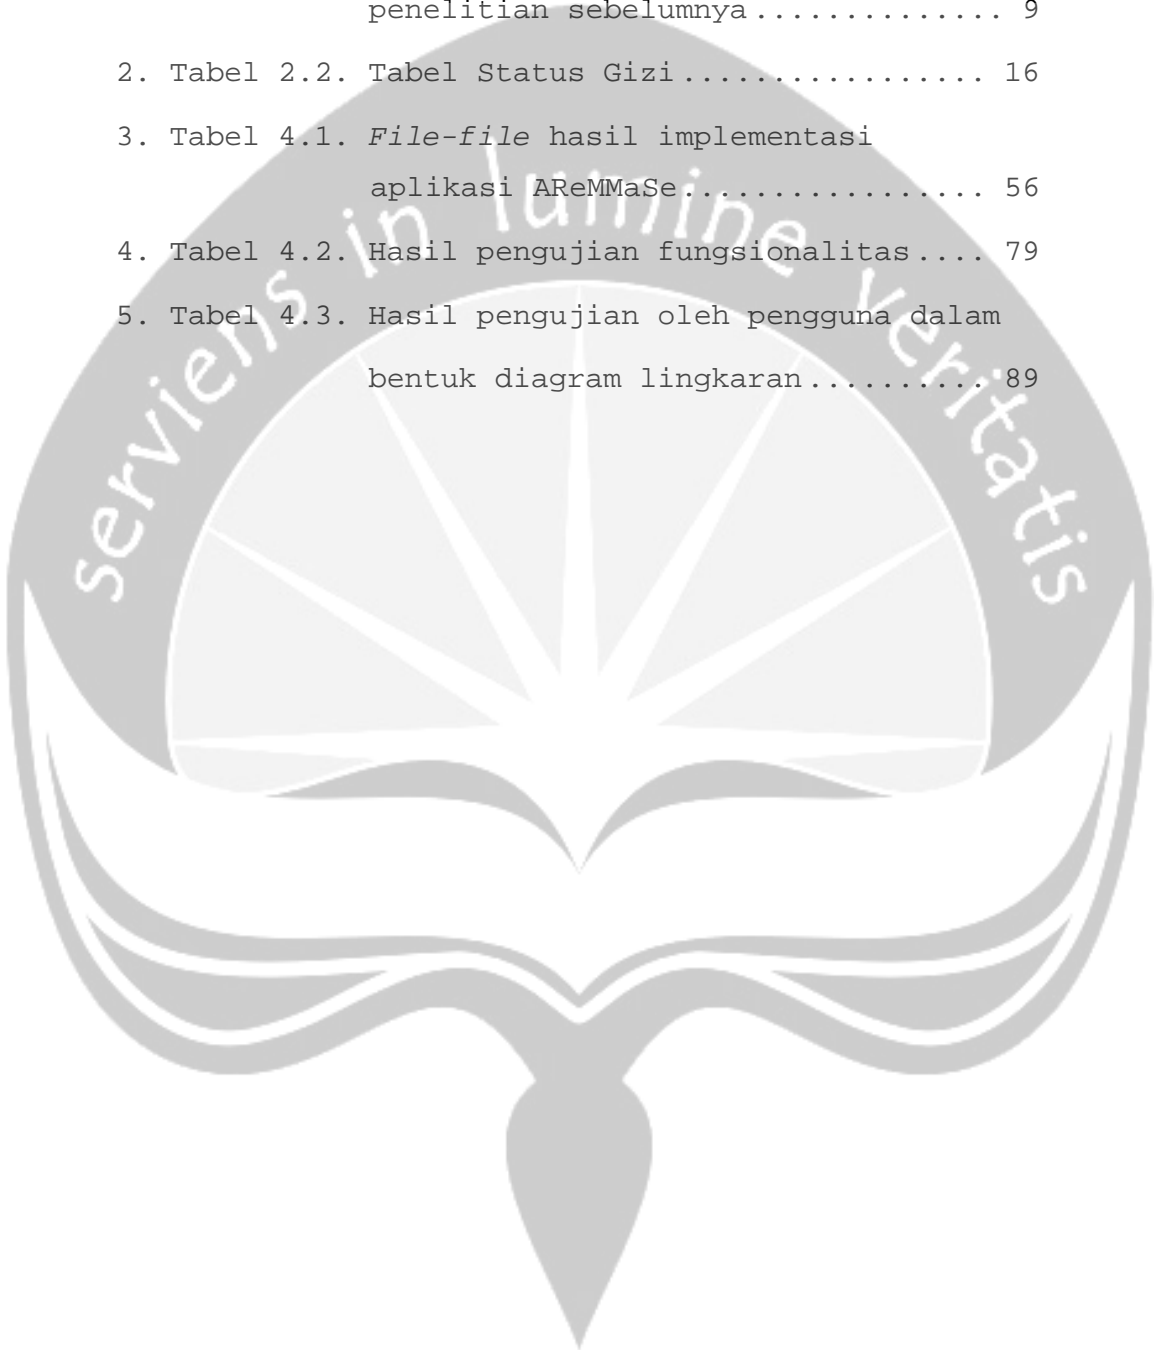 penelitian sebelumnya.............. 9
2. Tabel 2.2. Tabel Status Gizi................. 16
3. Tabel 4.1. File-file hasil implementasi
aplikasi AReMMaSe................. 56
4. Tabel 4.2. Hasil pengujian fungsionalitas.... 79
5. Tabel 4.3. Hasil pengujian oleh pengguna dalam
bentuk diagram lingkaran.......... 89
serviens in lumine veritatis